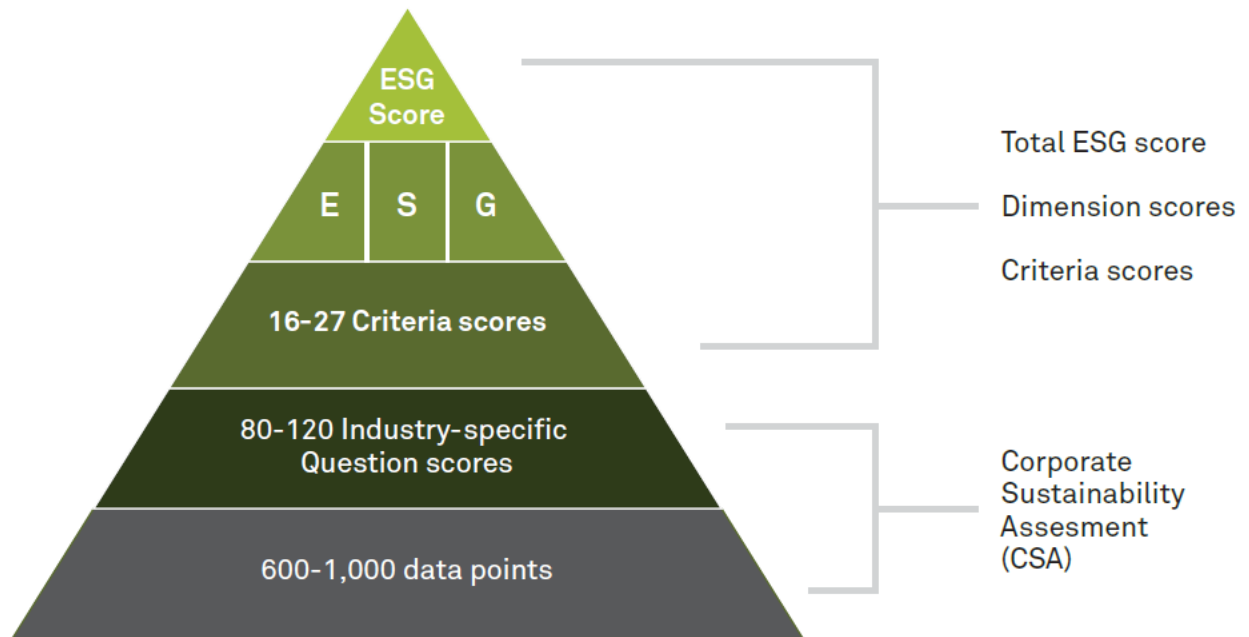 ESG
Score
E S G
16-27 Criteria scores
80-120 Industry-specific
Question scores
600-1,000 data points
Total ESG score
Dimension scores
Criteria scores
Corporate
Sustainability
Assesment
(CSA)